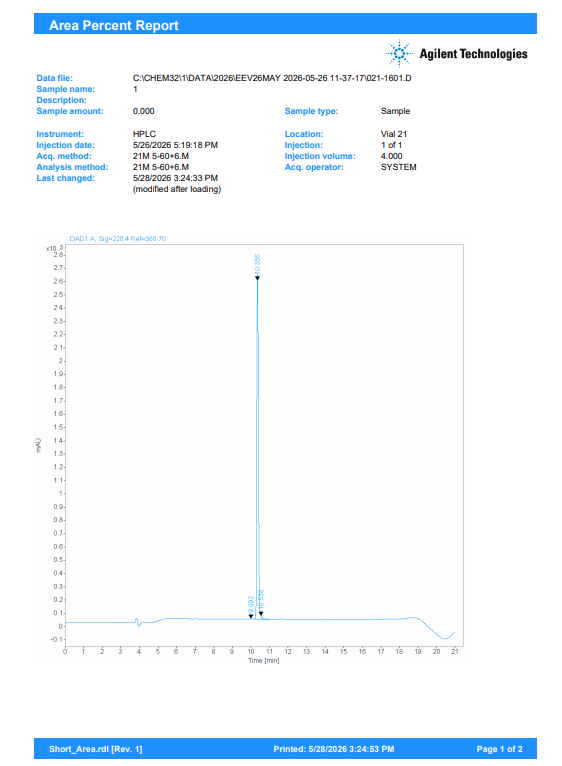 Area Percent Report
Agilent Technologies
Data file: C:\CHEM32\1\DATA\2026\EEV26MAY 2026-05-26 11-37-17\021-1601.D
Sample name: 1
Description:
Sample amount: 0.000 Sample type: Sample
Instrument: HPLC Location: Vial 21
Injection date: 5/26/2026 5:19:18 PM Injection: 1 of 1
Acq. method: 21M 5-60+6.M Injection volume: 4.000
Analysis method: 21M 5-60+6.M Acq. operator: SYSTEM
Last changed: 5/28/2026 3:24:33 PM
(modified after loading)
DAD1 A, Sig=220,4 Ref=360,70
x10 3
2.8
2.7
2.6
2.5
2.4
2.3
2.2
2.1
2
1.9
1.8
1.7
1.6
1.5
1.4
1.3
1.2
1.1
1
0.9
0.8
0.7
0.6
0.5
0.4
0.3
0.2
0.1
0
-0.1
mAU
10.356
9.992
0 1 2 3 4 5 6 7 8 9 10 11 12 13 14 15 16 17 18 19 20 21
Time [min]
Short_Area.rdl [Rev. 1] Printed: 5/28/2026 3:24:53 PM Page 1 of 2